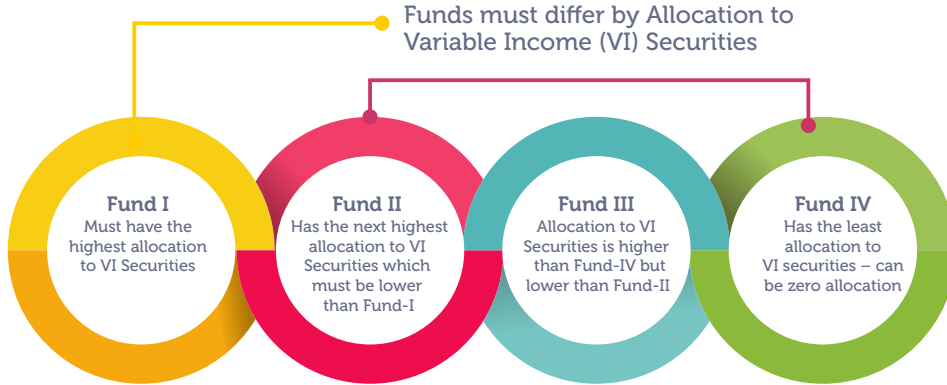 Funds must differ by Allocation to
Variable Income (VI) Securities
Fund I
Must have the
highest allocation
to VI Securities
Fund II
Has the next highest
allocation to VI
Securities which
must be lower
than Fund-I
Fund III
Allocation to VI
Securities is higher
than Fund-IV but
lower than Fund-II
Fund IV
Has the least
allocation to
VI securities – can
be zero allocation